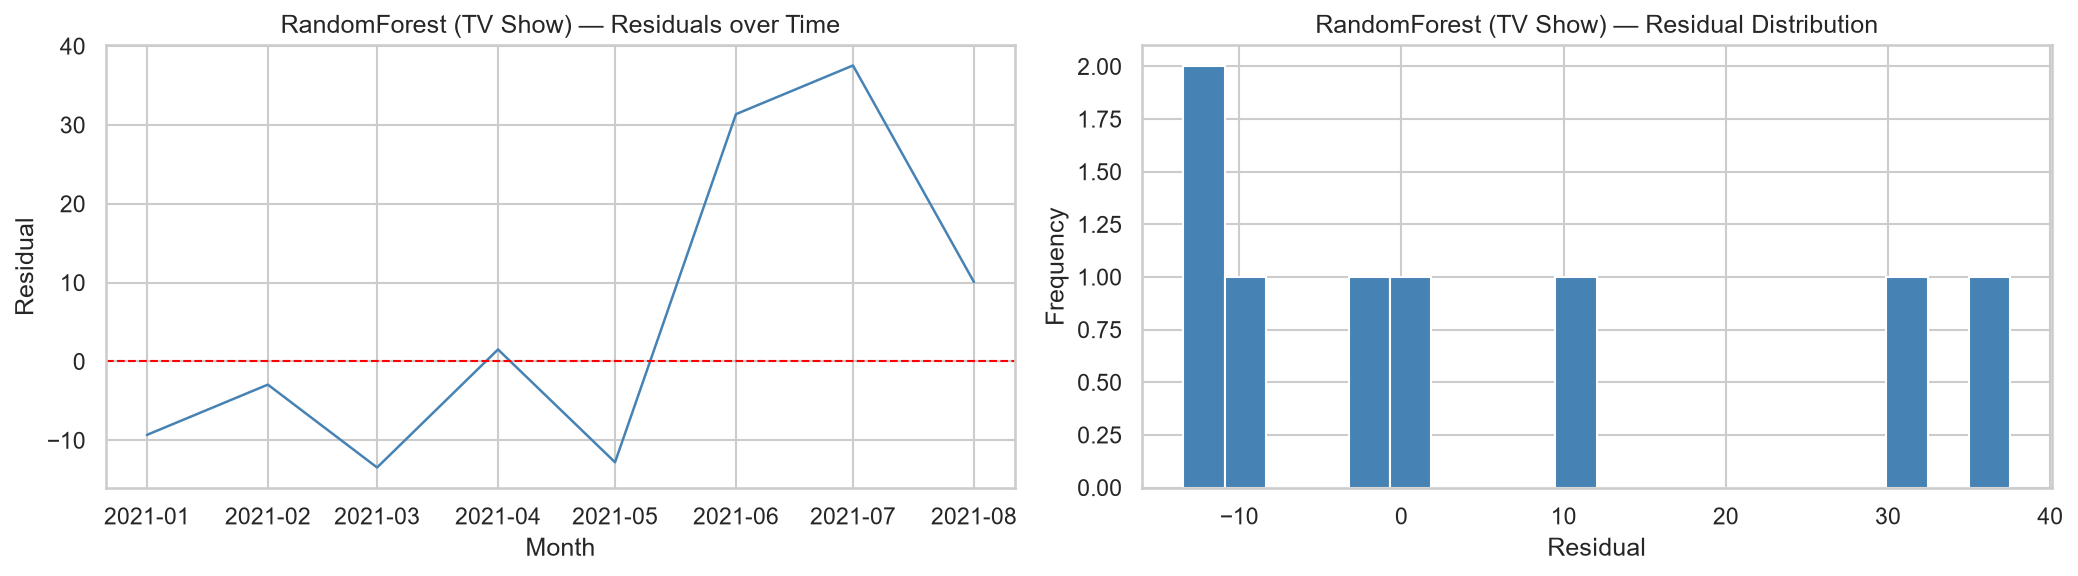 RandomForest (TV Show) — Residuals over Time
40
30
20
10
0
−10
Residual
2021-01 2021-02 2021-03 2021-04 2021-05 2021-06 2021-07 2021-08
Month
RandomForest (TV Show) — Residual Distribution
2.00
1.75
1.50
1.25
1.00
0.75
0.50
0.25
0.00
Frequency
−10 0 10 20 30 40
Residual